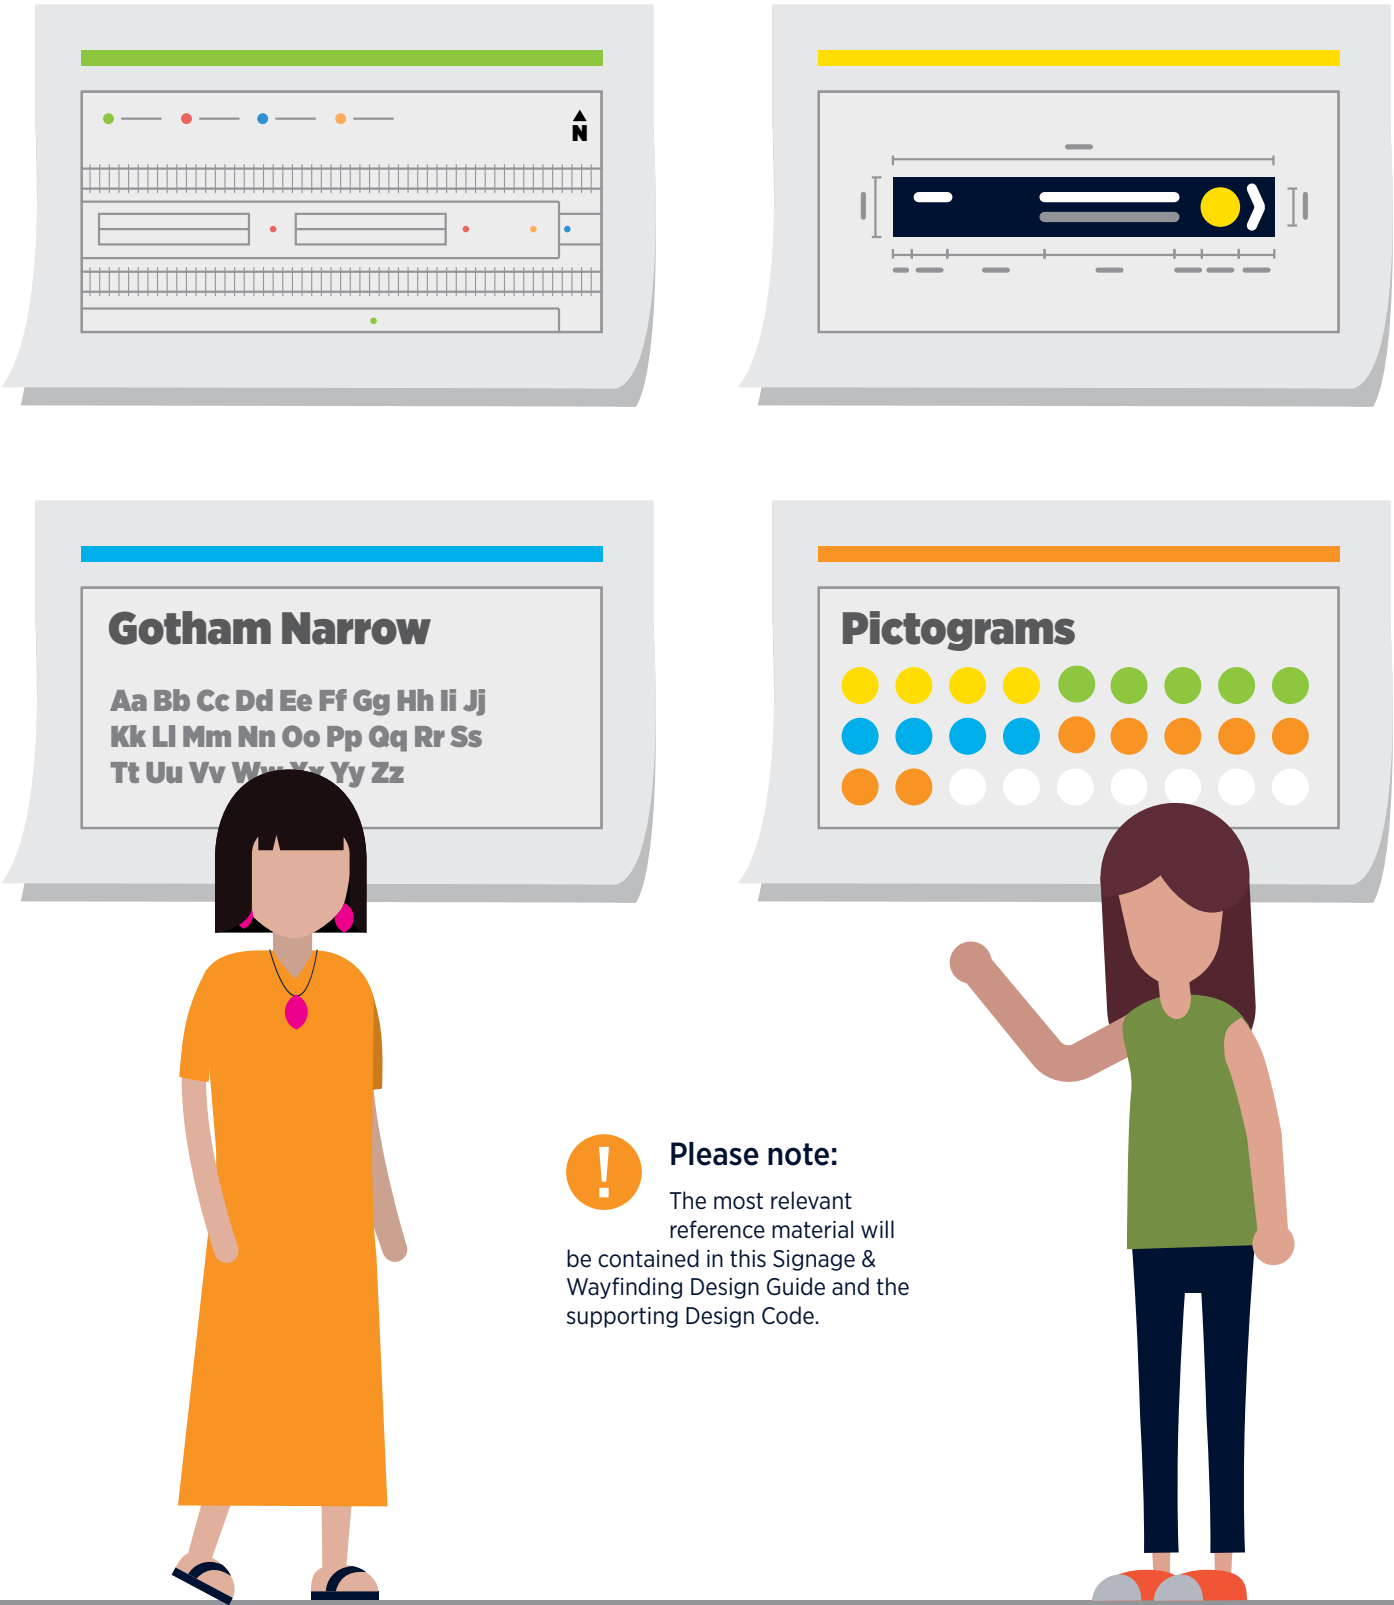 N
Gotham Narrow
Aa Bb Cc Dd Ee Ff Gg Hh Ii Jj
Kk Ll Mm Nn Oo Pp Qq Rr Ss
Tt Uu Vv Ww Xx Yy Zz
Pictograms
!
Please note:
The most relevant
reference material will
be contained in this Signage &
Wayfinding Design Guide and the
supporting Design Code.